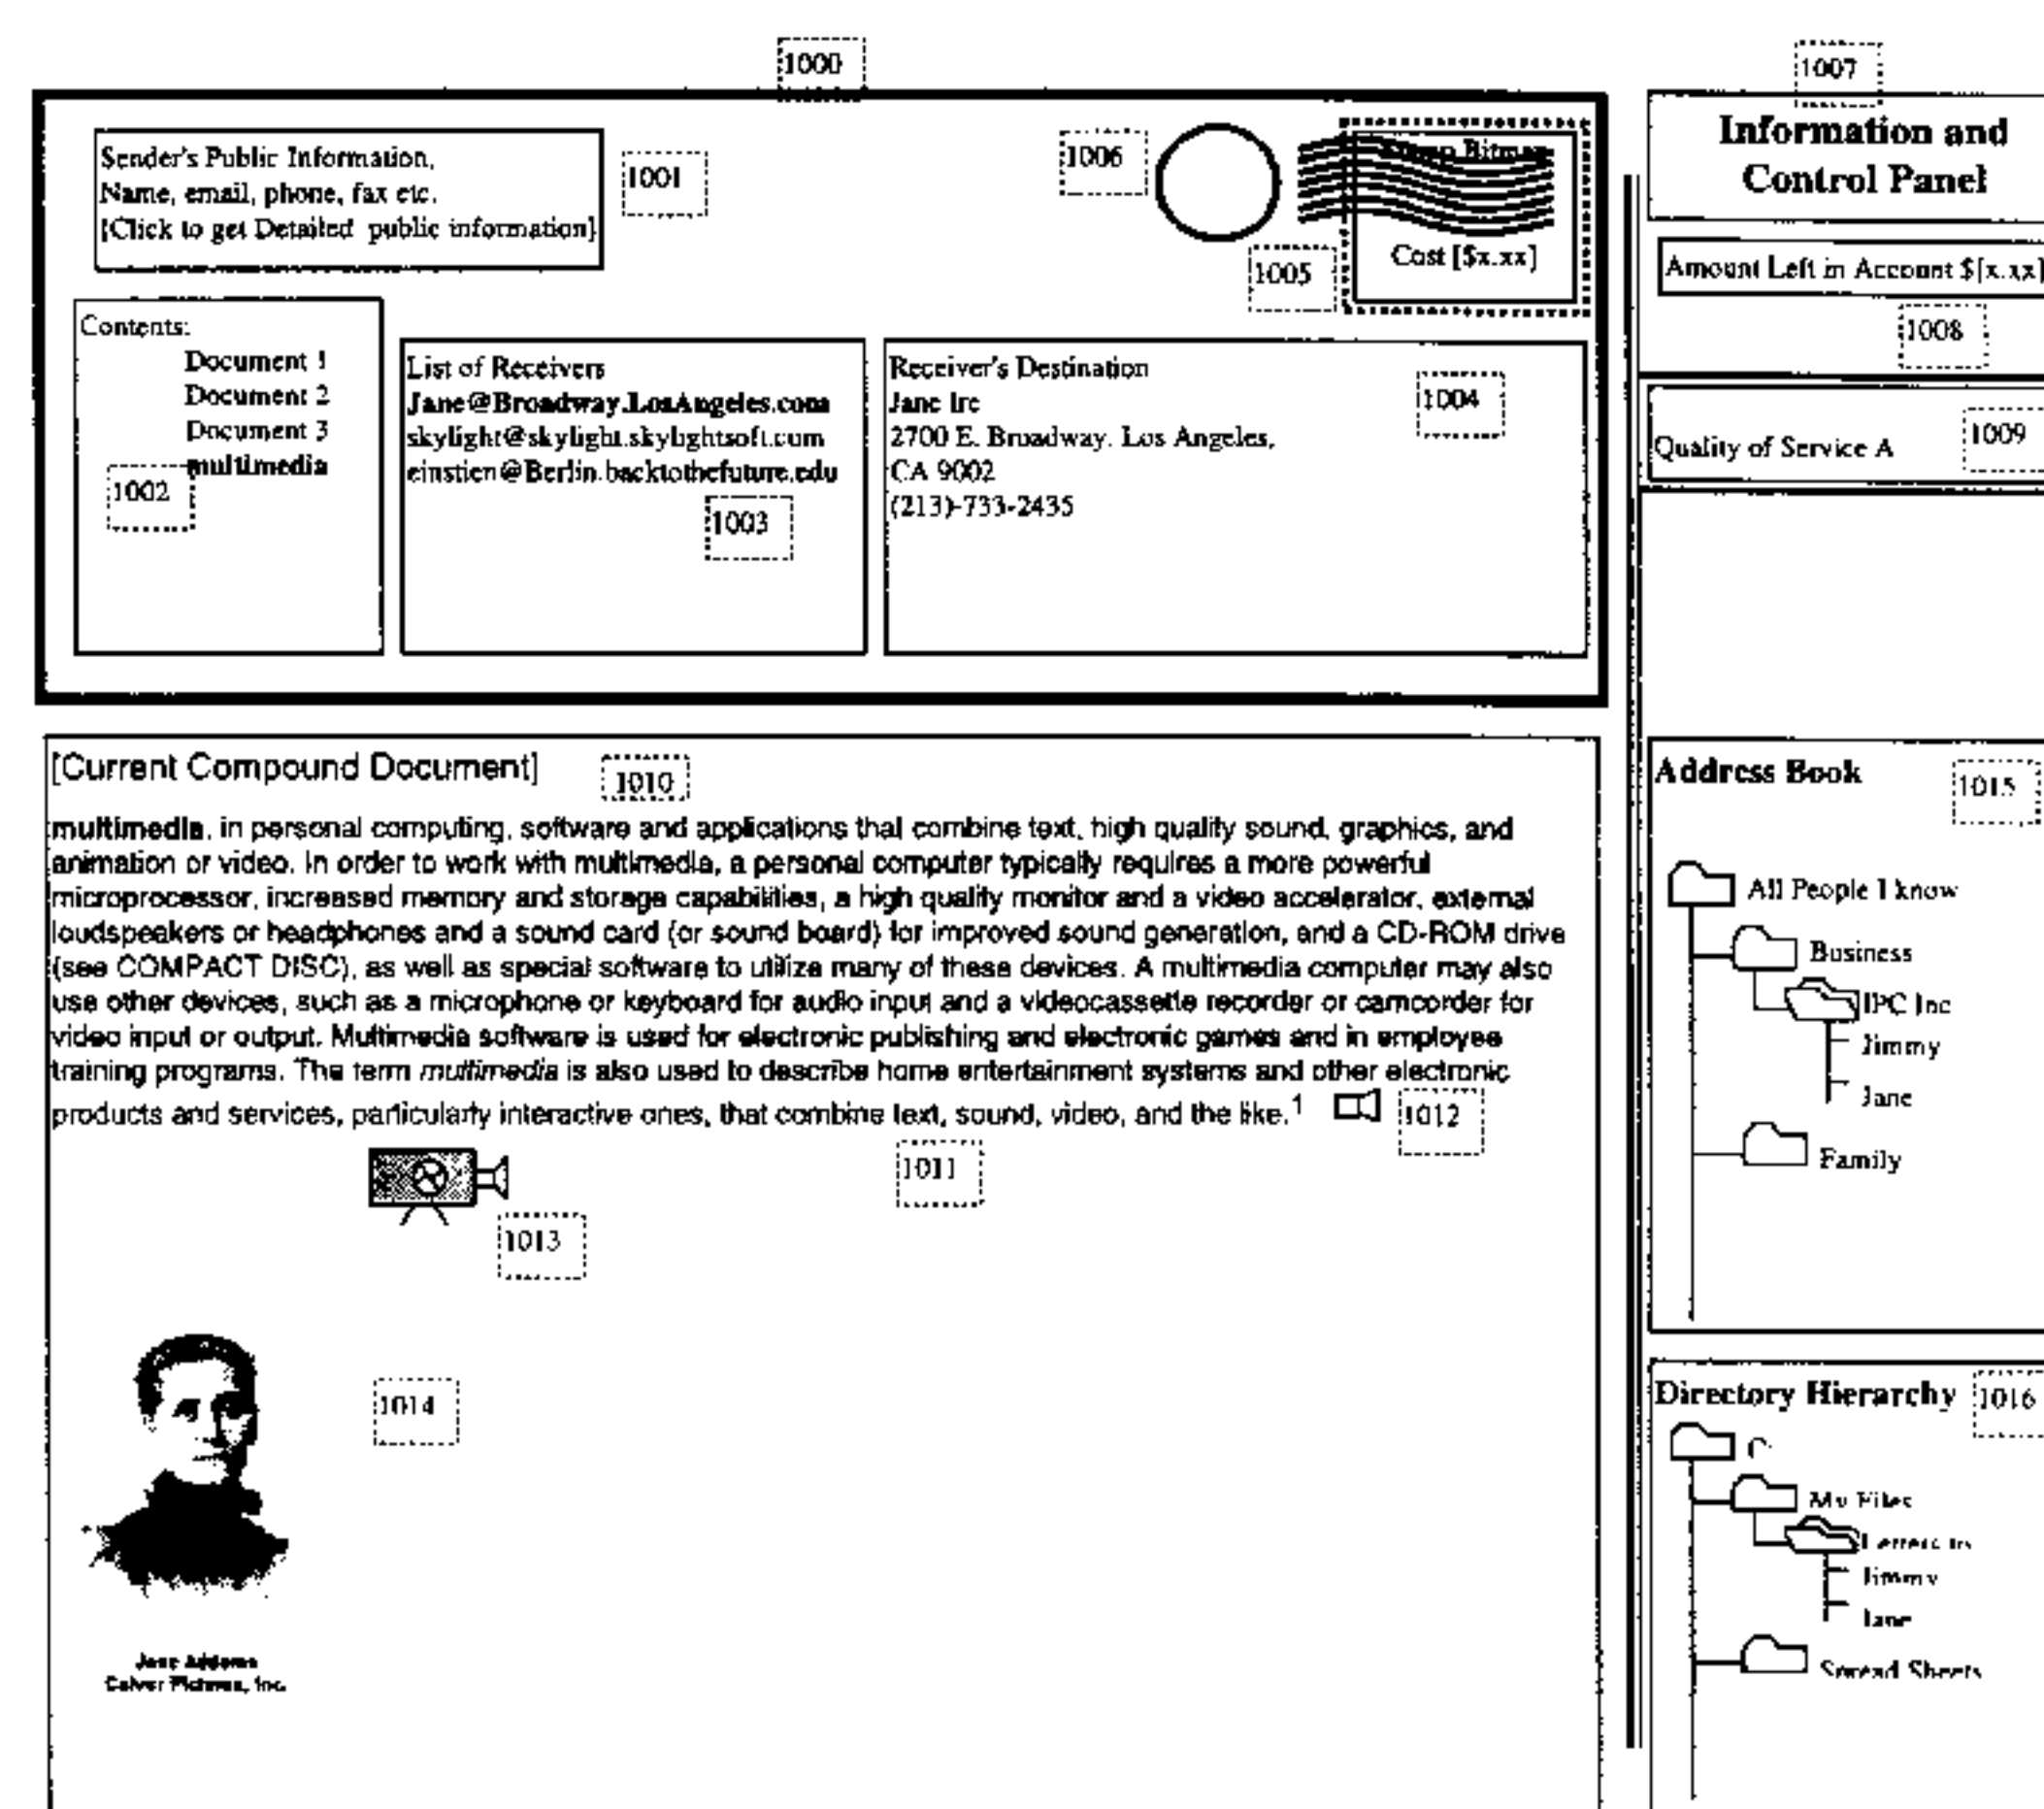 1000
1007
Sender's Public Information,
Name, email, phone, fax etc.
[Click to get Detailed public information]
1001
1006
Cost [$x.xx]
1005
Information and
Control Panel
Amount Left in Account $[x.xx]
1008
Contents:
Document 1
Document 2
Document 3
multimedia
1002
List of Receivers
Jane@Broadway.LosAngeles.com
skylight@skylight.skylightsoft.com
einstien@Berlin.backtothefuture.edu
1003
Receiver's Destination
Jane Irc
2700 E. Broadway. Los Angeles,
CA 9002
(213)-733-2435
1004
Quality of Service A
1009
[Current Compound Document]
1010
multimedia, in personal computing, software and applications that combine text, high quality sound, graphics, and
animation or video. In order to work with multimedia, a personal computer typically requires a more powerful
microprocessor, increased memory and storage capabilities, a high quality monitor and a video accelerator, external
loudspeakers or headphones and a sound card (or sound board) for improved sound generation, and a CD-ROM drive
(see COMPACT DISC), as well as special software to utilize many of these devices. A multimedia computer may also
use other devices, such as a microphone or keyboard for audio input and a videocassette recorder or camcorder for
video input or output. Multimedia software is used for electronic publishing and electronic games and in employee
training programs. The term multimedia is also used to describe home entertainment systems and other electronic
products and services, particularly interactive ones, that combine text, sound, video, and the like.1
1012
1011
1013
1014
Jane Addams
Culver Pictures, Inc.
Address Book
1015
All People I know
Business
IPC Inc
Jimmy
Jane
Family
Directory Hierarchy
1016
My Files
Jimmy
Jane
Spread Sheets